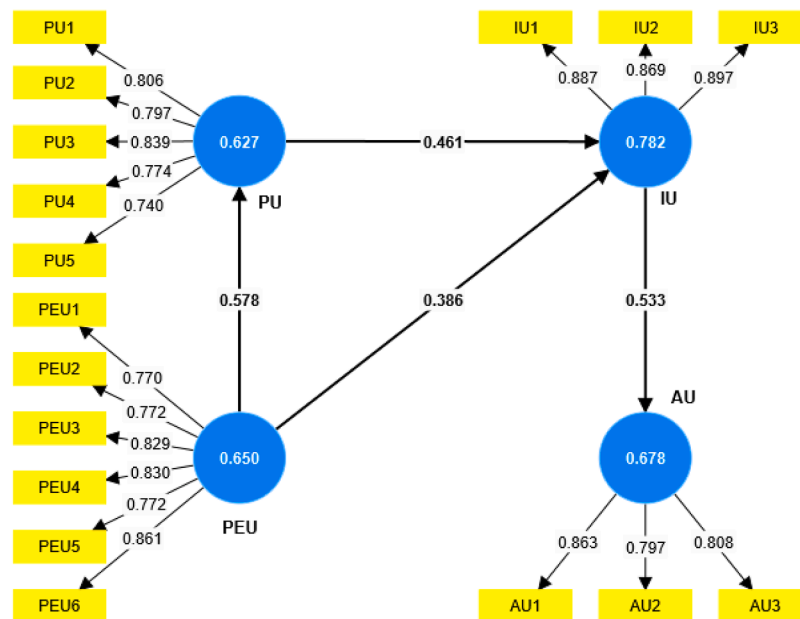 PU1
PU2
PU3
PU4
PU5
0.806
0.797
0.839
0.774
0.740
0.627
PU
0.461
IU1
IU2
IU3
0.887
0.869
0.897
0.782
IU
0.578
0.386
0.533
PEU1
PEU2
PEU3
PEU4
PEU5
PEU6
0.770
0.772
0.829
0.830
0.772
0.861
0.650
PEU
AU
0.678
0.863
0.797
0.808
AU1
AU2
AU3